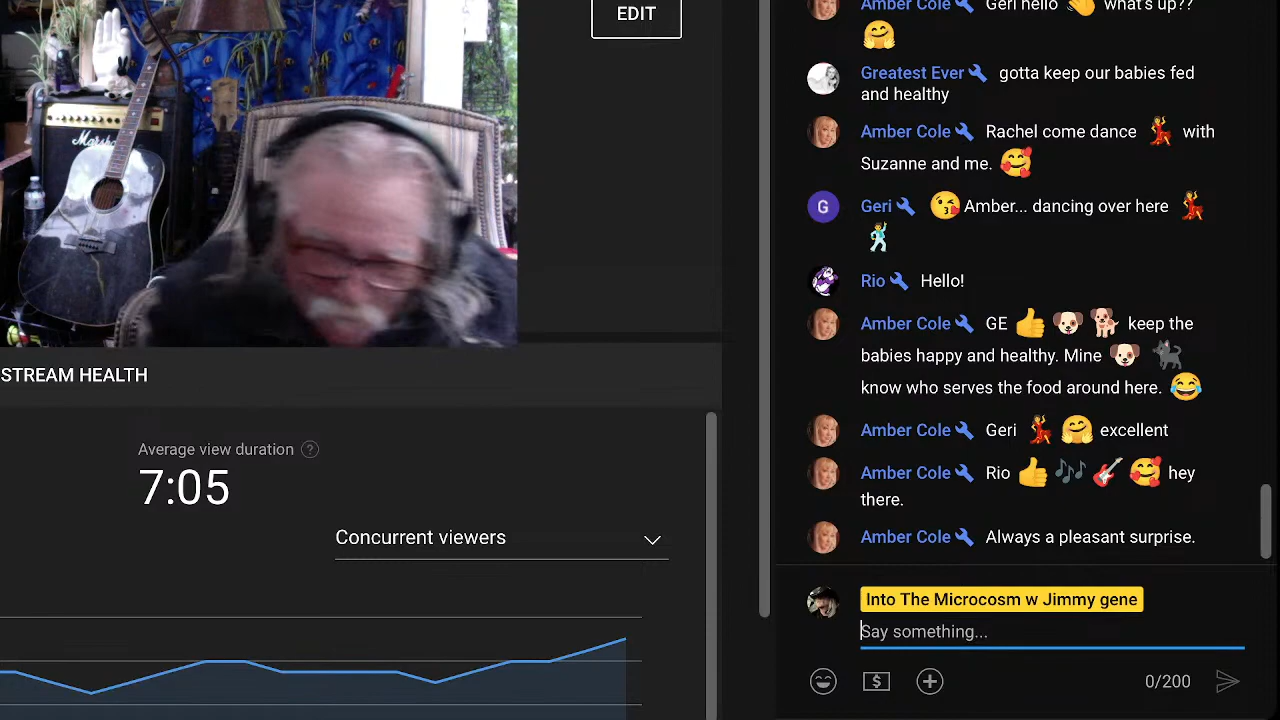 EDIT
Marshall
STREAM HEALTH
Average view duration ?
7:05
Concurrent viewers
Amber Cole Geri hello 👋 what's up??
🤗
Greatest Ever gotta keep our babies fed
and healthy
Amber Cole Rachel come dance 💃 with
Suzanne and me. 🥰
G
Geri 😘Amber... dancing over here 💃
🕺
Rio Hello!
Amber Cole GE 👍 🐶 🐕 keep the
babies happy and healthy. Mine 🐶 🐈‍⬛
know who serves the food around here. 😂
Amber Cole Geri 💃 🤗 excellent
Amber Cole Rio 👍 🎶 🎸 🥰 hey
there.
Amber Cole Always a pleasant surprise.
Into The Microcosm w Jimmy gene
Say something...
$
0/200